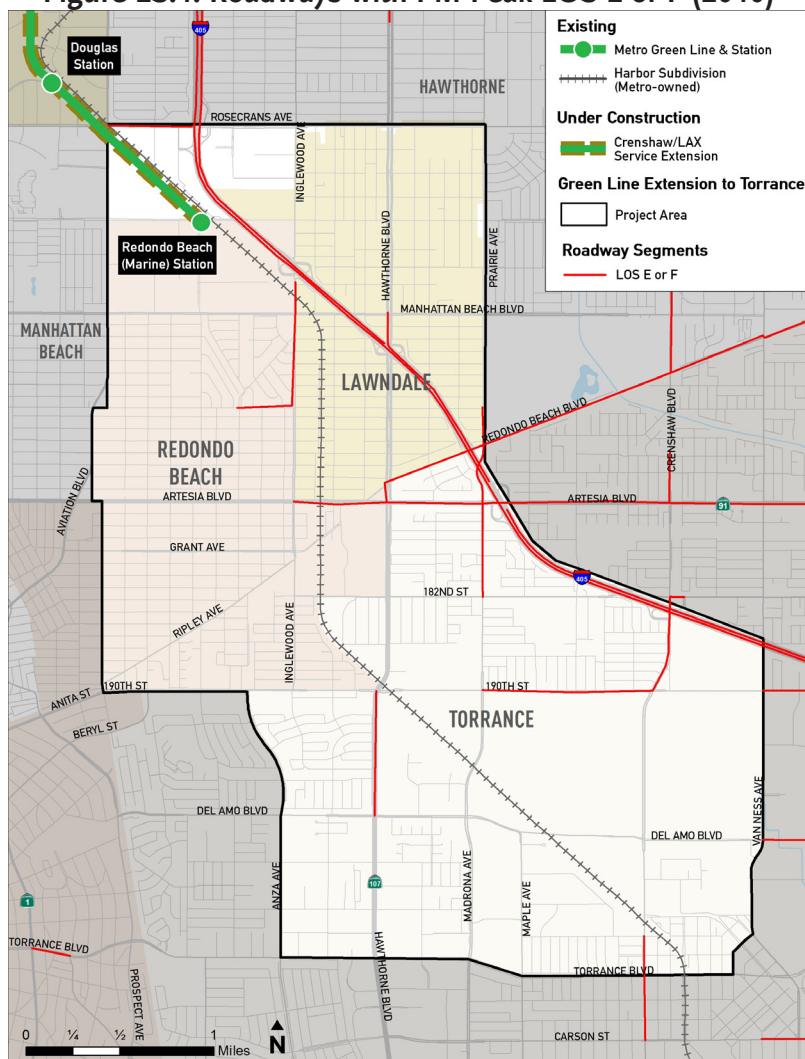 Figure
Roadways with PM Peak LOS E or F (2040)
Existing
Metro Green Line & Station
Harbor Subdivision
(Metro-owned)
Under Construction
Crenshaw/LAX
Service Extension
Green Line Extension to Torrance
Project Area
Roadway Segments
LOS E or F
Douglas
Station
405
HAWTHORNE
ROSECRANS AVE
INGLEWOOD AVE
HAWTHORNE BLVD
PRAIRIE AVE
Redondo Beach
(Marine) Station
MANHATTAN BEACH BLVD
MANHATTAN
BEACH
LAWNDALE
REDONDO BEACH BLVD
CRENSHAW BLVD
REDONDO
BEACH
AVIATION BLVD
ARTESIA BLVD
ARTESIA BLVD
91
GRANT AVE
405
182ND ST
RIPLEY AVE
INGLEWOOD AVE
190TH ST
190TH ST
ANITA ST
BERYL ST
TORRANCE
DEL AMO BLVD
DEL AMO BLVD
VAN NESS AVE
ANZA AVE
107
MADRONA AVE
MAPLE AVE
1
TORRANCE BLVD
HAWTHORNE BLVD
TORRANCE BLVD
PROSPECT AVE
CARSON ST
0 ¼ ½ 1
Miles
N